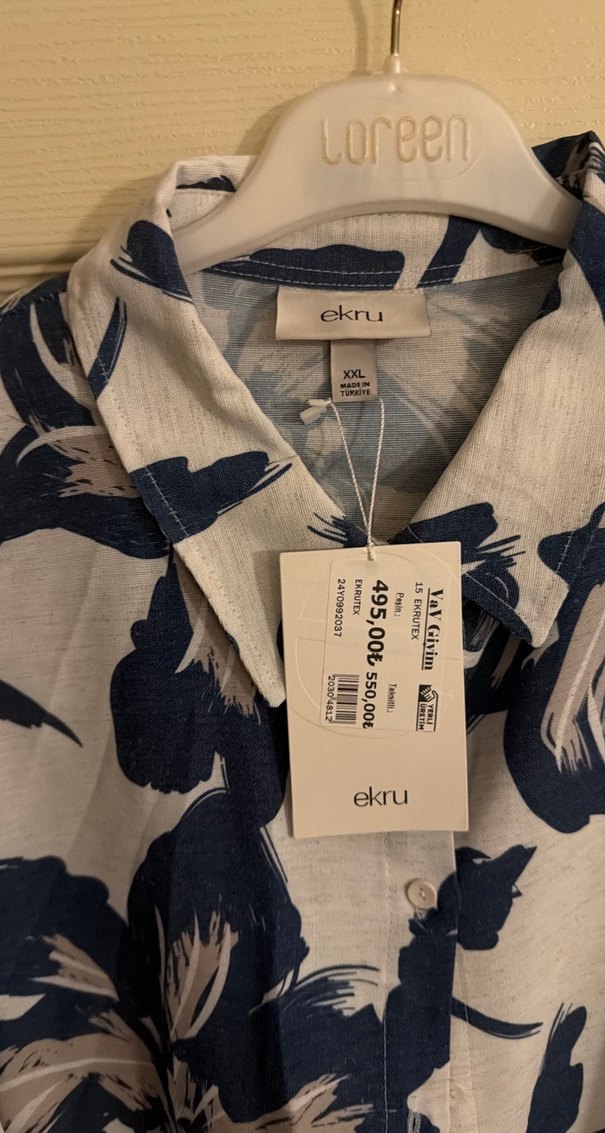 Loreen
ekru
XXL
MADE IN
TÜRKİYE
VaV Giyim
15 EKRUTEX
YERLİ
ÜRETİM
Peşin :
Taksitli :
495,00₺
550,00₺
EKRUTEX
24Y0992037
20304812
ekru